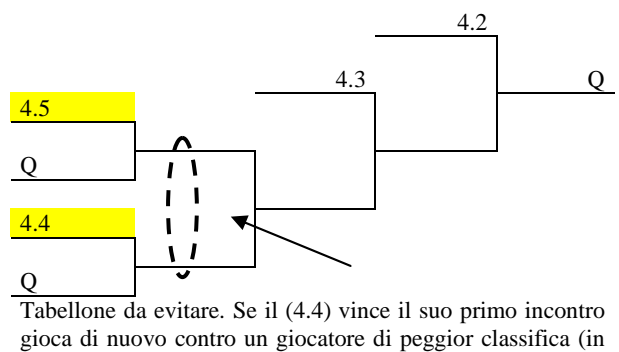 4.2
4.3
Q
4.5
Q
4.4
Q
Tabellone da evitare. Se il (4.4) vince il suo primo incontro
gioca di nuovo contro un giocatore di peggior classifica (in